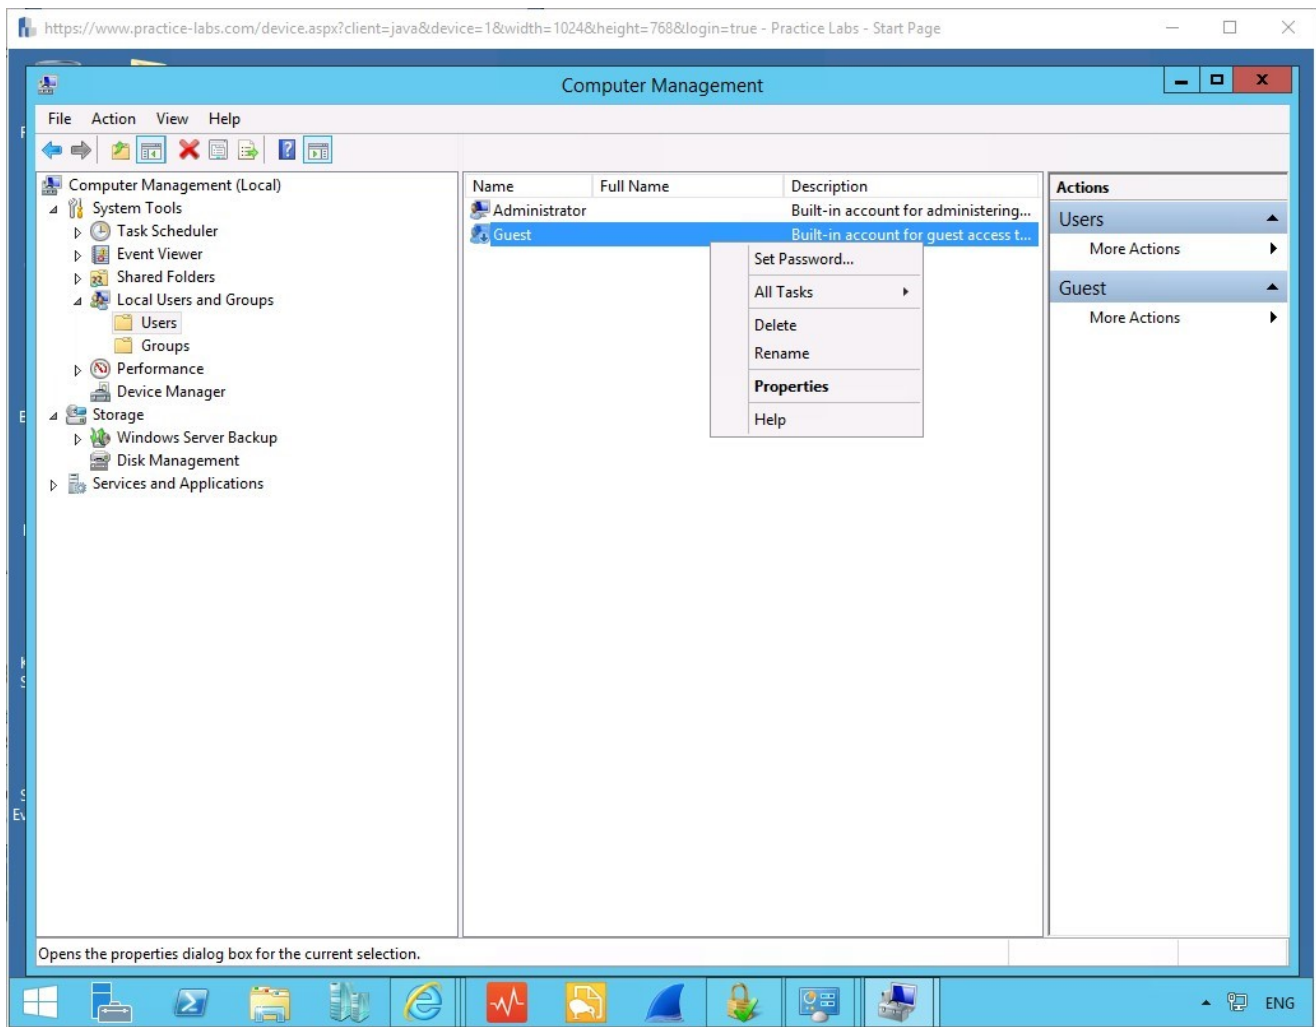 https://www.practice-labs.com/device.aspx?client=java&device=1&width=1024&height=768&login=true - Practice Labs - Start Page
Computer Management
File Action View Help
Computer Management (Local)
System Tools
Task Scheduler
Event Viewer
Shared Folders
Local Users and Groups
Users
Groups
Performance
Device Manager
Storage
Windows Server Backup
Disk Management
Services and Applications
Name Full Name Description
Administrator Built-in account for administering...
Guest Built-in account for guest access t...
Set Password...
All Tasks
Delete
Rename
Properties
Help
Actions
Users
More Actions
Guest
More Actions
Opens the properties dialog box for the current selection.
ENG